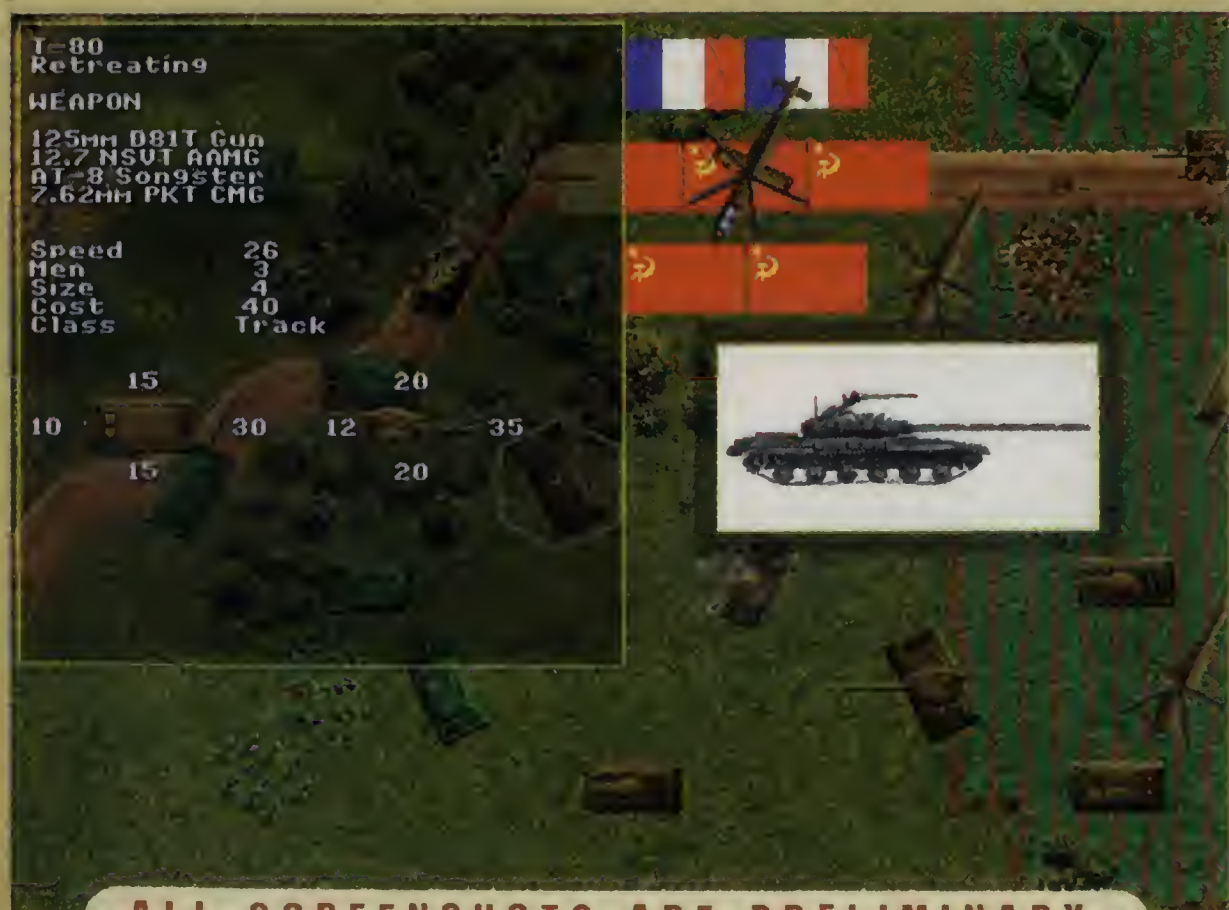 T-80
Retreating
WEAPON
125mm D81T Gun
12.7 NSVT AAMG
AT-8 Songster
7.62mm PKT CMG
Speed 26
Men 3
Size 4
Cost 40
Class Track
15 20
10 30 12 35
15 20
ALL SCREENSHOTS ARE PRELIMINARY